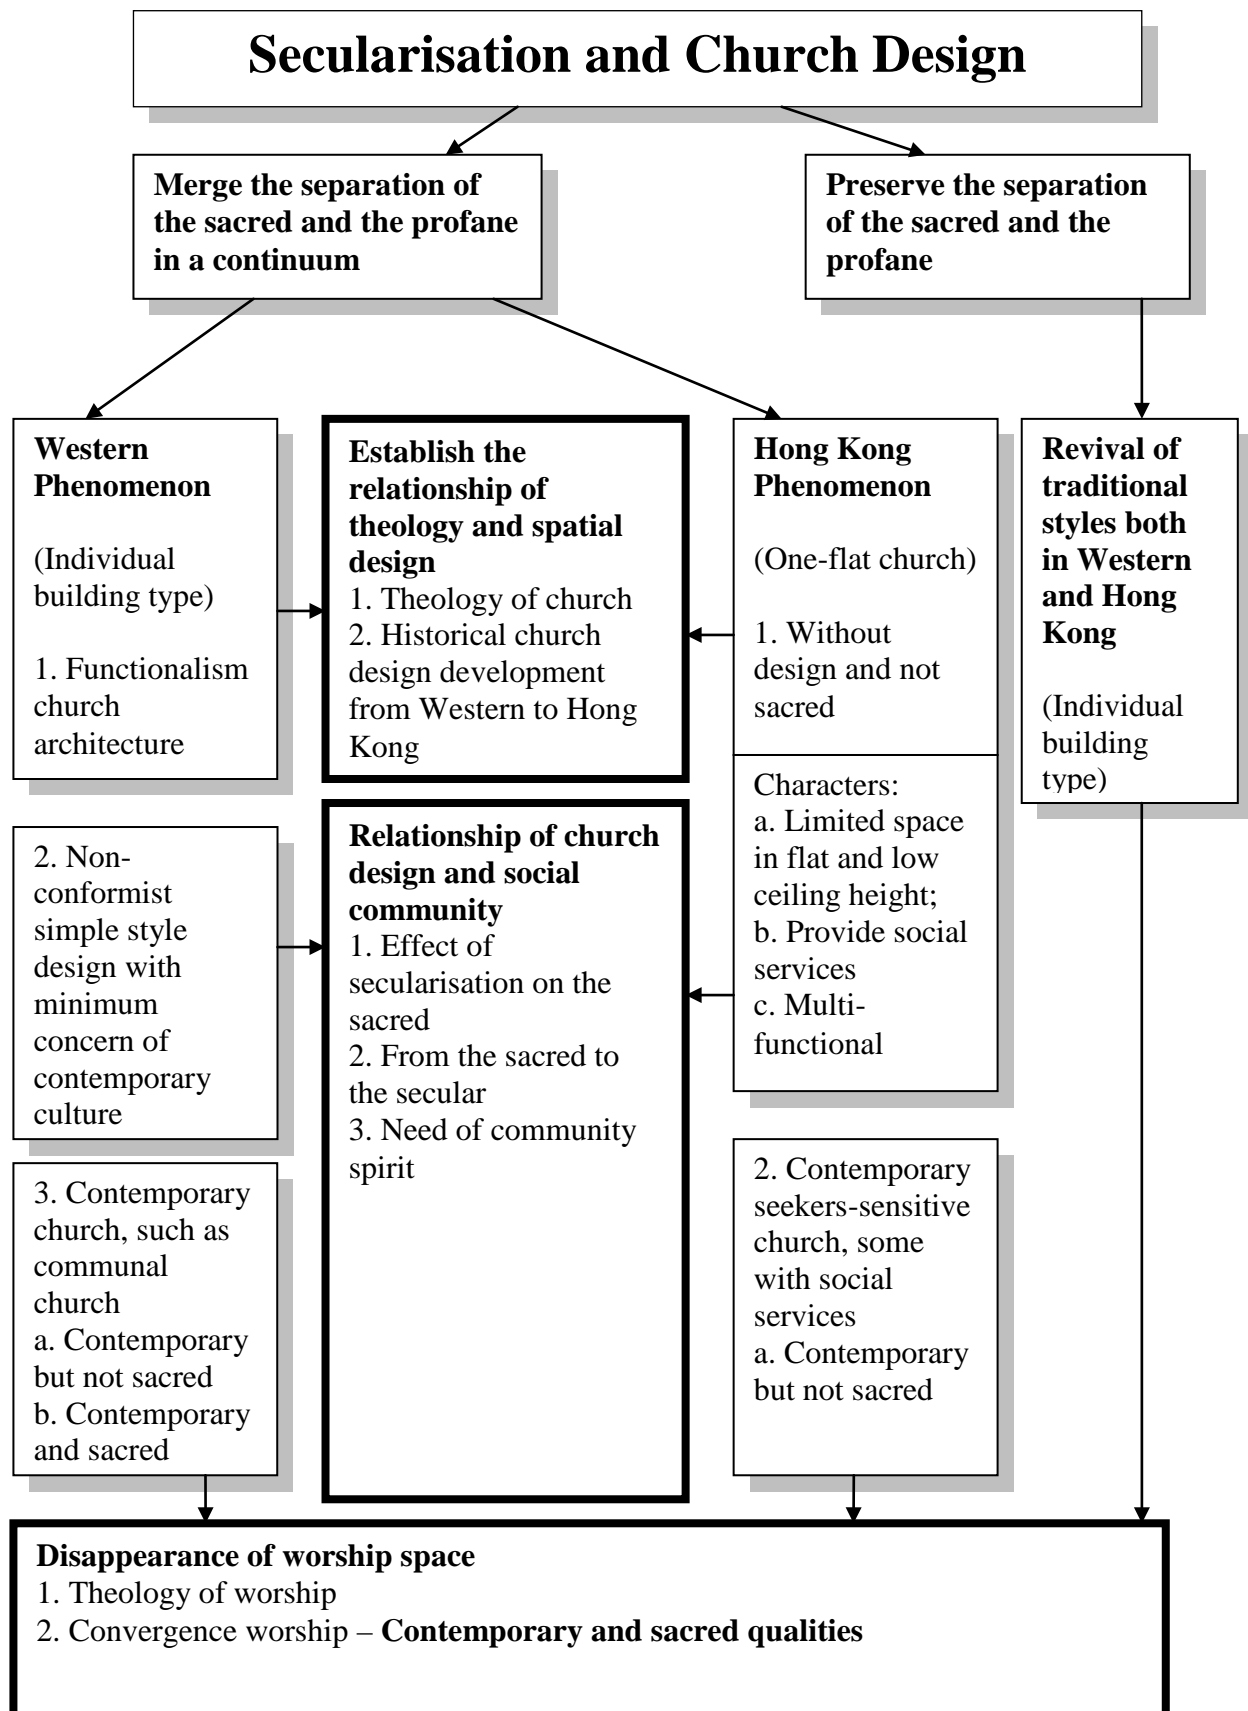 Secularisation and Church Design
Merge the separation of
the sacred and the profane
in a continuum
Preserve the separation
of the sacred and the
profane
Western
Phenomenon
(Individual
building type)
1. Functionalism
church
architecture
Establish the
relationship of
theology and spatial
design
1. Theology of church
2. Historical church
design development
from Western to Hong
Kong
Hong Kong
Phenomenon
(One-flat church)
1. Without
design and not
sacred
Revival of
traditional
styles both
in Western
and Hong
Kong
(Individual
building
type)
Characters:
a. Limited space
in flat and low
ceiling height;
b. Provide social
services
c. Multi-
functional
2. Non-
conformist
simple style
design with
minimum
concern of
contemporary
culture
Relationship of church
design and social
community
1. Effect of
secularisation on the
sacred
2. From the sacred to
the secular
3. Need of community
spirit
3. Contemporary
church, such as
communal
church
a. Contemporary
but not sacred
b. Contemporary
and sacred
2. Contemporary
seekers-sensitive
church, some
with social
services
a. Contemporary
but not sacred
Disappearance of worship space
1. Theology of worship
2. Convergence worship – Contemporary and sacred qualities